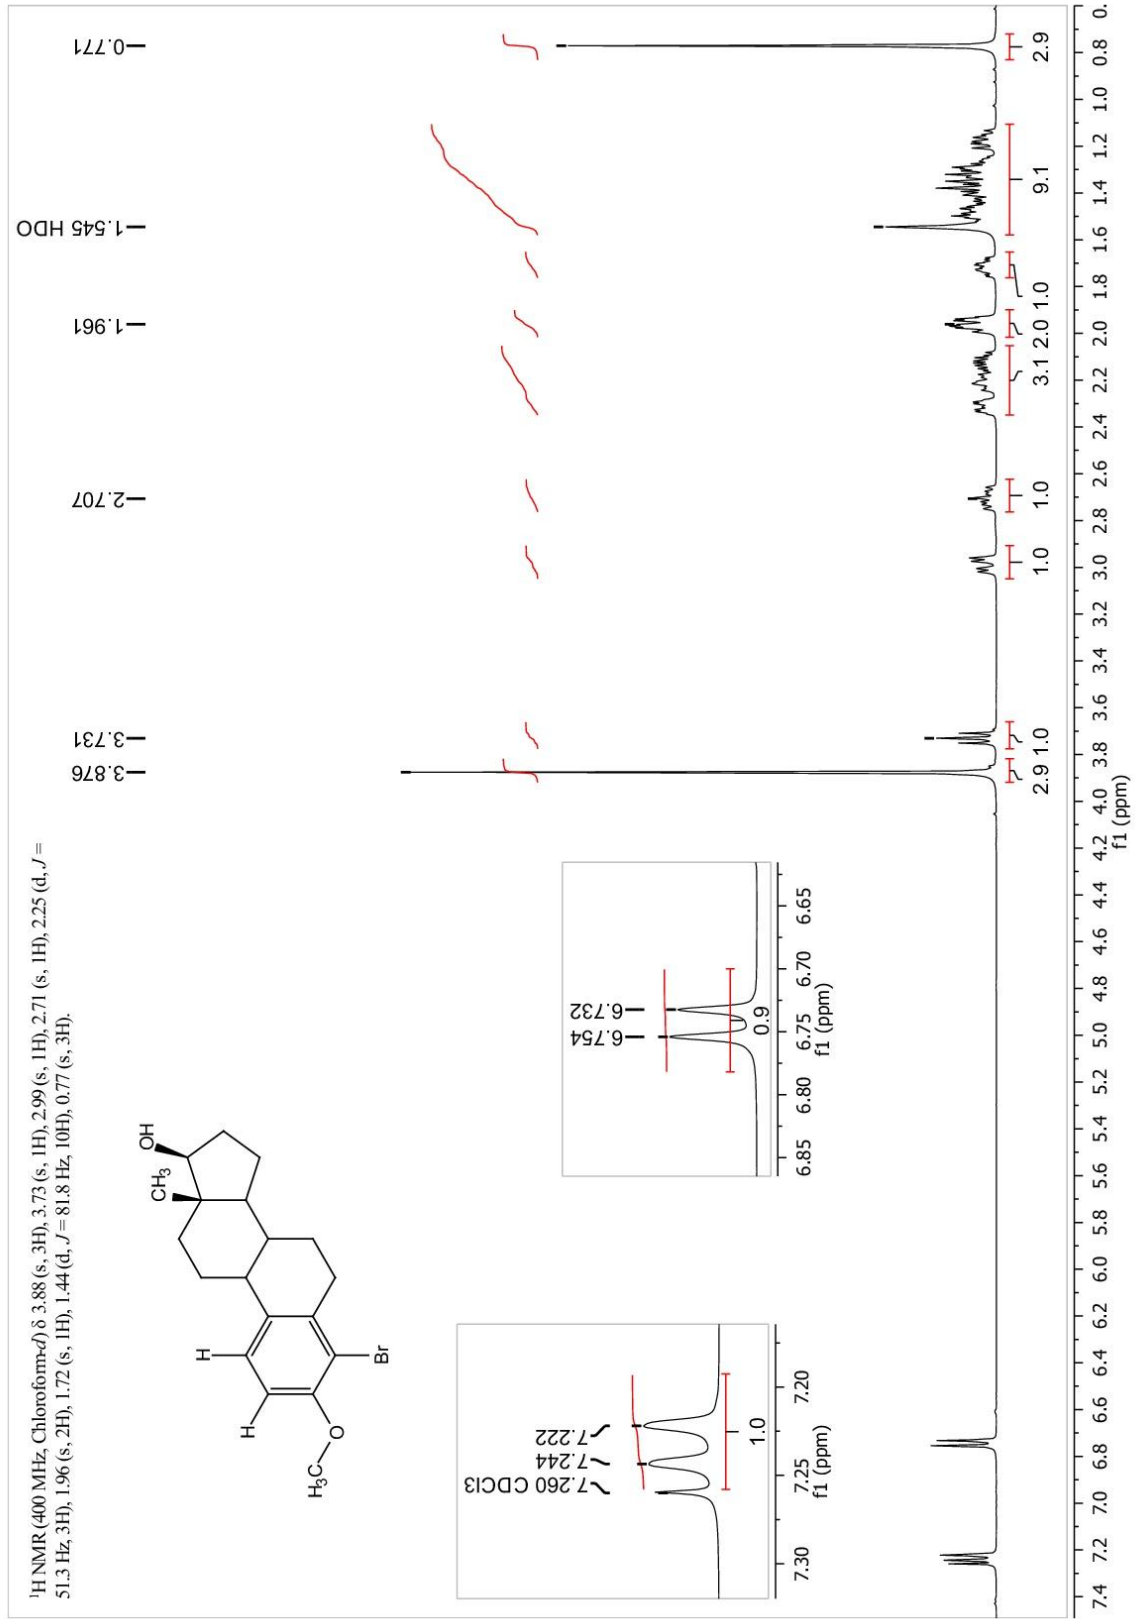 ¹H NMR (400 MHz, Chloroform-d) δ 3.88 (s, 3H), 3.73 (s, 1H), 2.99 (s, 1H), 2.71 (s, 1H), 2.25 (d, J =
51.3 Hz, 3H), 1.96 (s, 2H), 1.72 (s, 1H), 1.44 (d, J = 81.8 Hz, 10H), 0.77 (s, 3H).
3.876
3.731
2.707
1.961
1.545 HDO
0.771
H
H
H₃C
O
Br
CH₃
OH
7.260 CDCl3
7.244
7.222
1.0
7.30 7.25 7.20
f1 (ppm)
6.754
6.732
0.9
6.85 6.80 6.75 6.70 6.65
f1 (ppm)
2.9 1.0 1.0 1.0 3.1 2.0 1.0 9.1 2.9
7.4 7.2 7.0 6.8 6.6 6.4 6.2 6.0 5.8 5.6 5.4 5.2 5.0 4.8 4.6 4.4 4.2 4.0 3.8 3.6 3.4 3.2 3.0 2.8 2.6 2.4 2.2 2.0 1.8 1.6 1.4 1.2 1.0 0.8 0.
f1 (ppm)